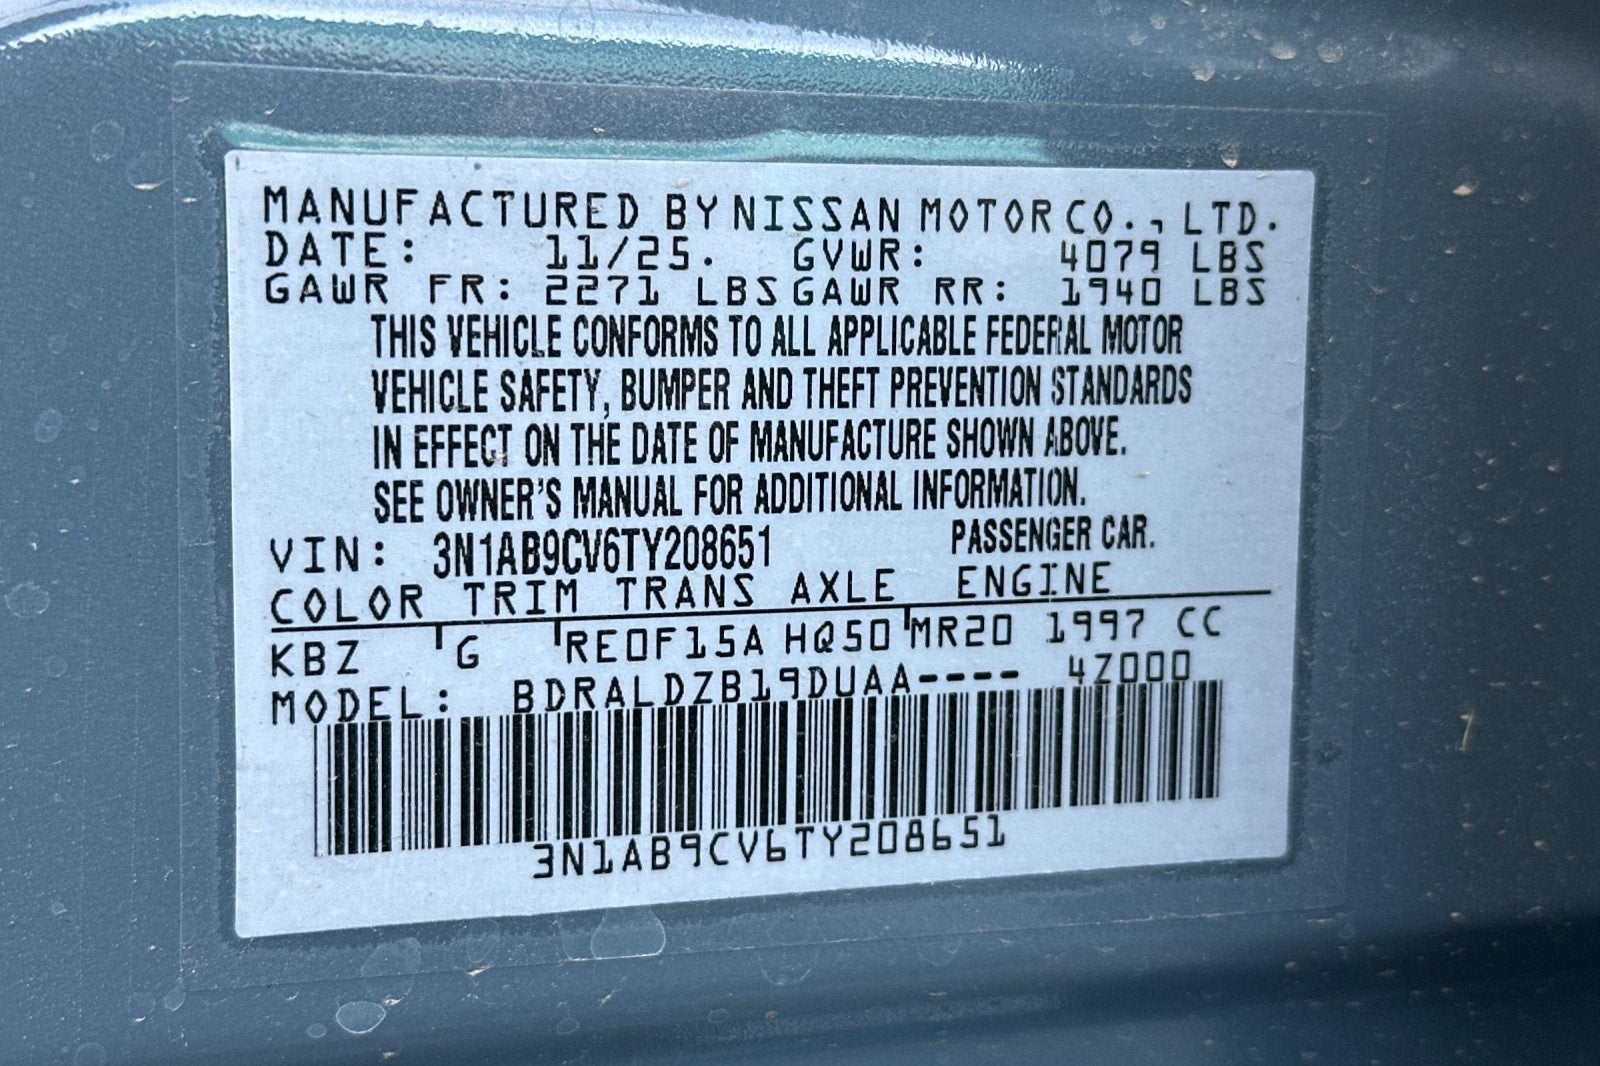 MANUFACTURED BY NISSAN MOTOR CO., LTD.
DATE: 11/25. GVWR: 4079 LBS
GAWR FR: 2271 LBS GAWR RR: 1940 LBS
THIS VEHICLE CONFORMS TO ALL APPLICABLE FEDERAL MOTOR
VEHICLE SAFETY, BUMPER AND THEFT PREVENTION STANDARDS
IN EFFECT ON THE DATE OF MANUFACTURE SHOWN ABOVE.
SEE OWNER'S MANUAL FOR ADDITIONAL INFORMATION.
VIN: 3N1AB9CV6TY208651 PASSENGER CAR.
COLOR TRIM TRANS AXLE ENGINE
KBZ G RE0F15A HQ50 MR20 1997 CC
MODEL: BDRALDZB19DUAA---- 4Z000
3N1AB9CV6TY208651